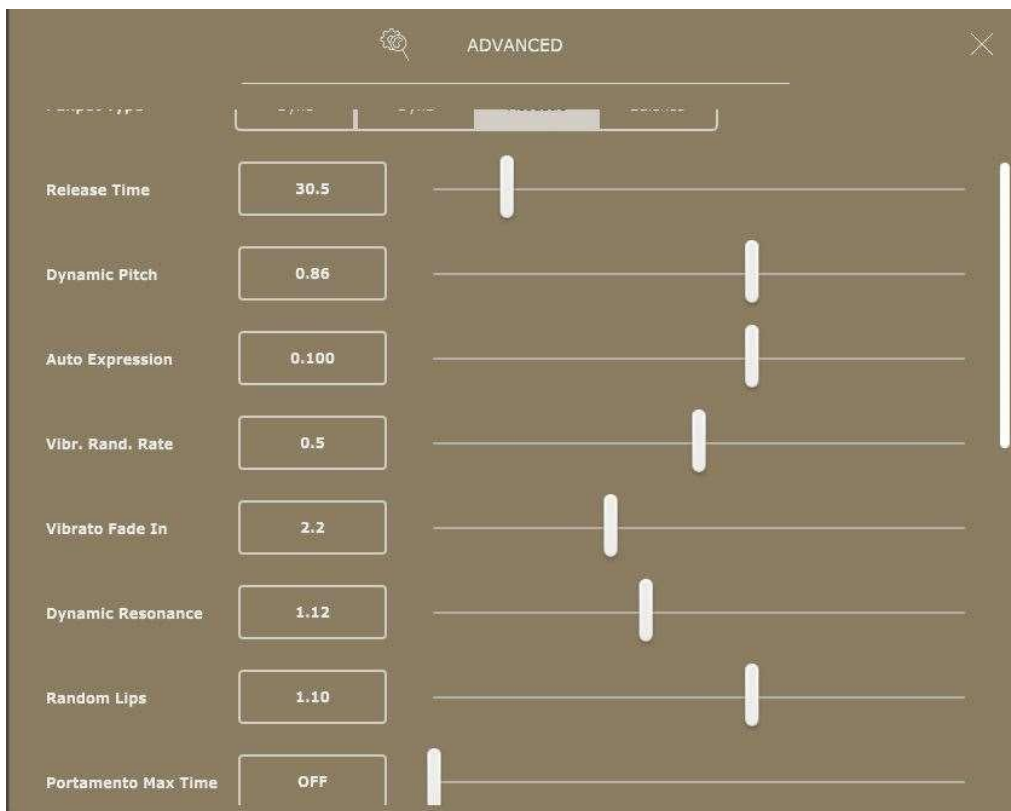 ADVANCED
Release Time 30.5
Dynamic Pitch 0.86
Auto Expression 0.100
Vibr. Rand. Rate 0.5
Vibrato Fade In 2.2
Dynamic Resonance 1.12
Random Lips 1.10
Portamento Max Time OFF